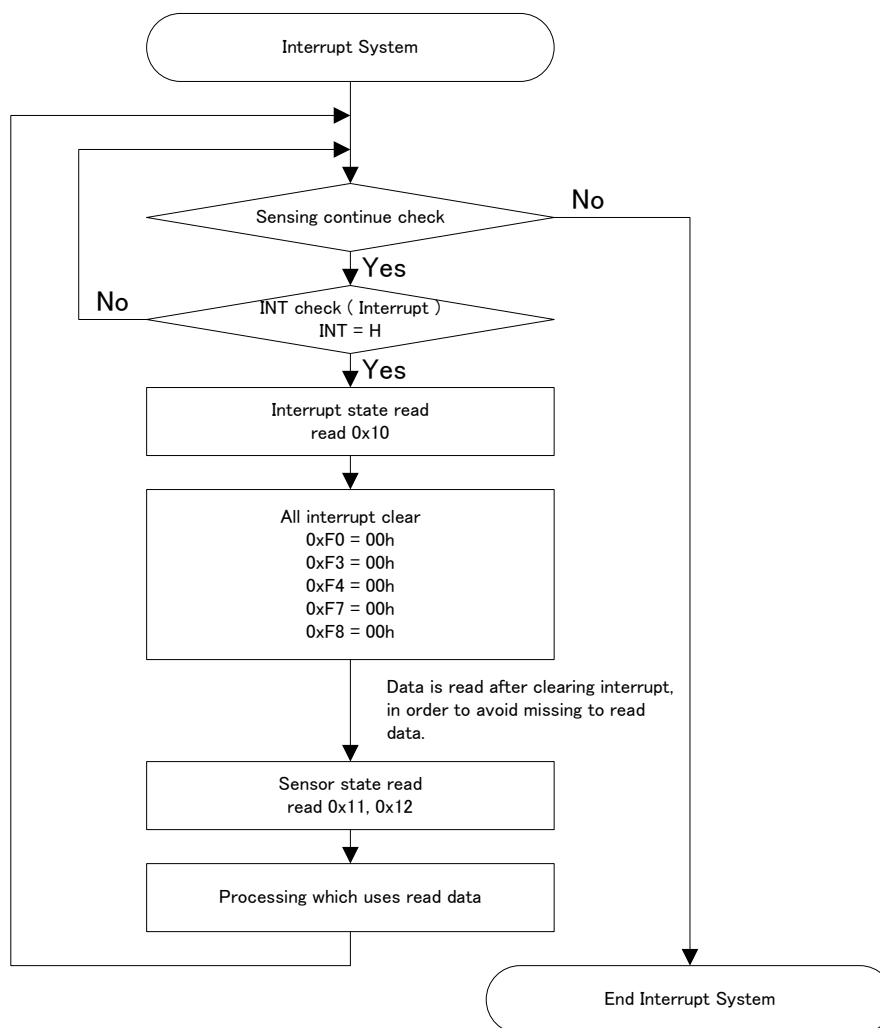 Interrupt System
Sensing continue check
No
Yes
No
INT check ( Interrupt )
INT = H
Yes
Interrupt state read
read 0x10
All interrupt clear
0xF0 = 00h
0xF3 = 00h
0xF4 = 00h
0xF7 = 00h
0xF8 = 00h
Data is read after clearing interrupt,
in order to avoid missing to read
data.
Sensor state read
read 0x11, 0x12
Processing which uses read data
End Interrupt System